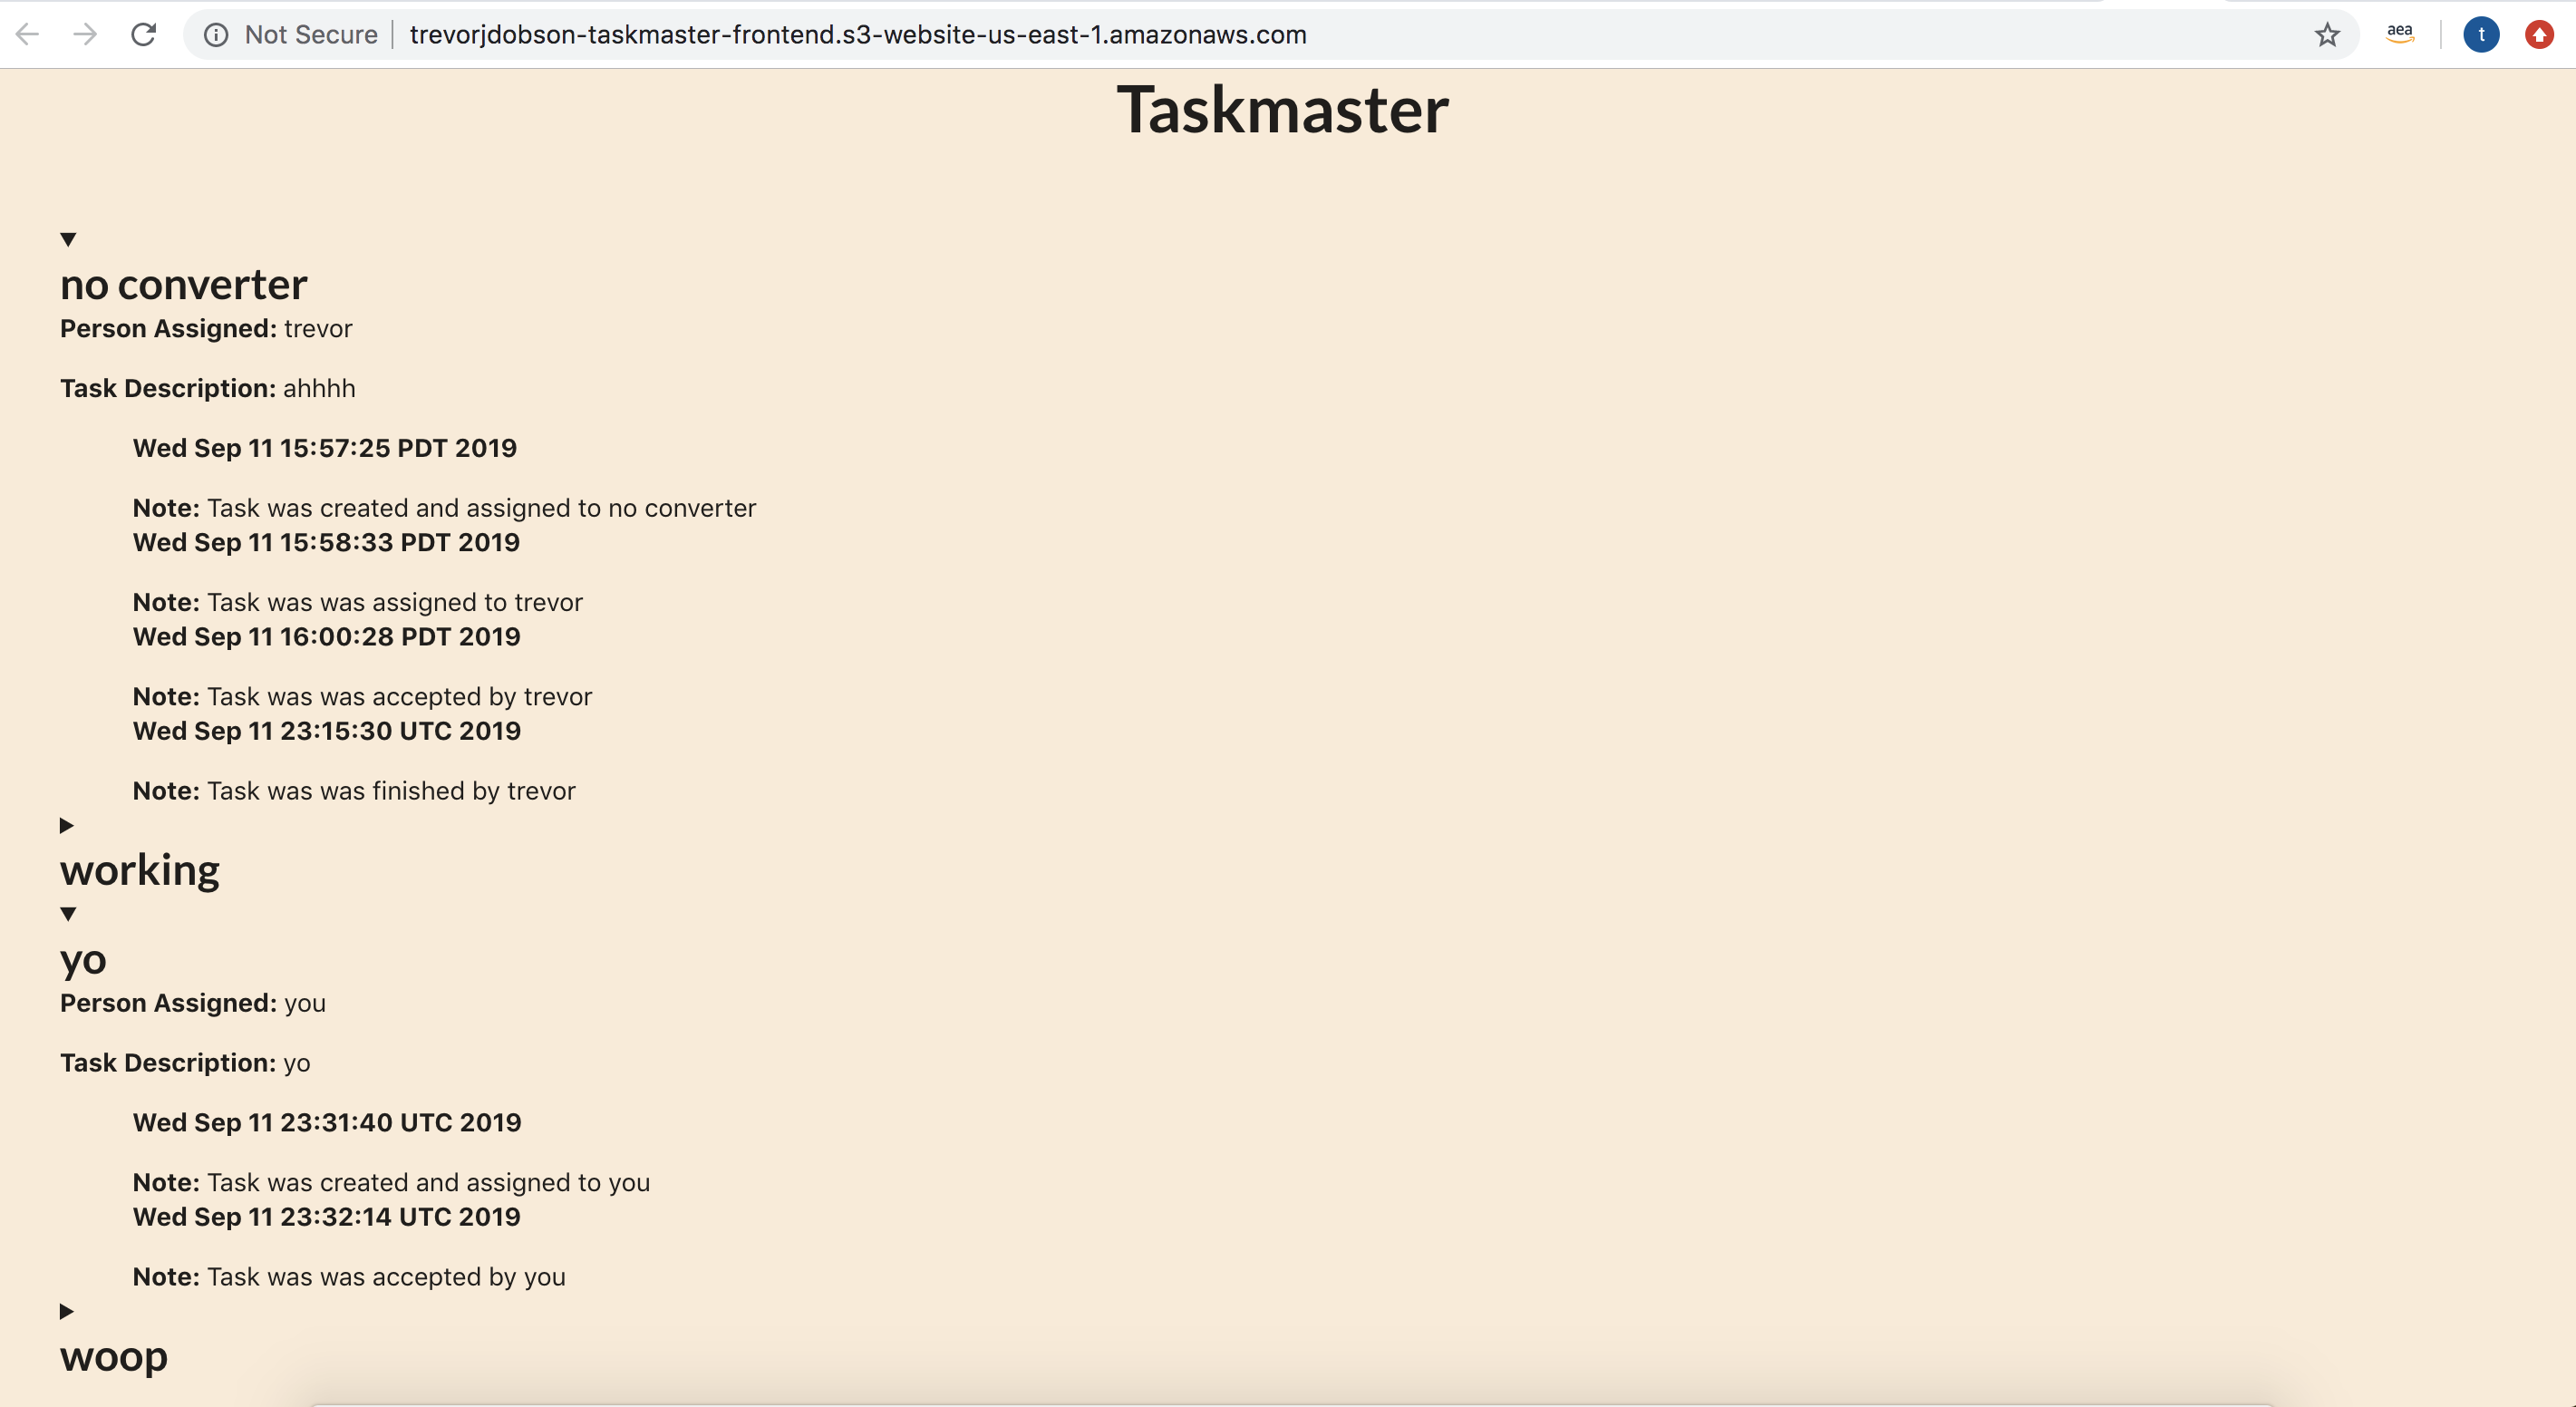 Not Secure trevorjdobson-taskmaster-frontend.s3-website-us-east-1.amazonaws.com aea t
Taskmaster
no converter
Person Assigned: trevor
Task Description: ahhhh
Wed Sep 11 15:57:25 PDT 2019
Note: Task was created and assigned to no converter
Wed Sep 11 15:58:33 PDT 2019
Note: Task was was assigned to trevor
Wed Sep 11 16:00:28 PDT 2019
Note: Task was was accepted by trevor
Wed Sep 11 23:15:30 UTC 2019
Note: Task was was finished by trevor
working
yo
Person Assigned: you
Task Description: yo
Wed Sep 11 23:31:40 UTC 2019
Note: Task was created and assigned to you
Wed Sep 11 23:32:14 UTC 2019
Note: Task was was accepted by you
woop